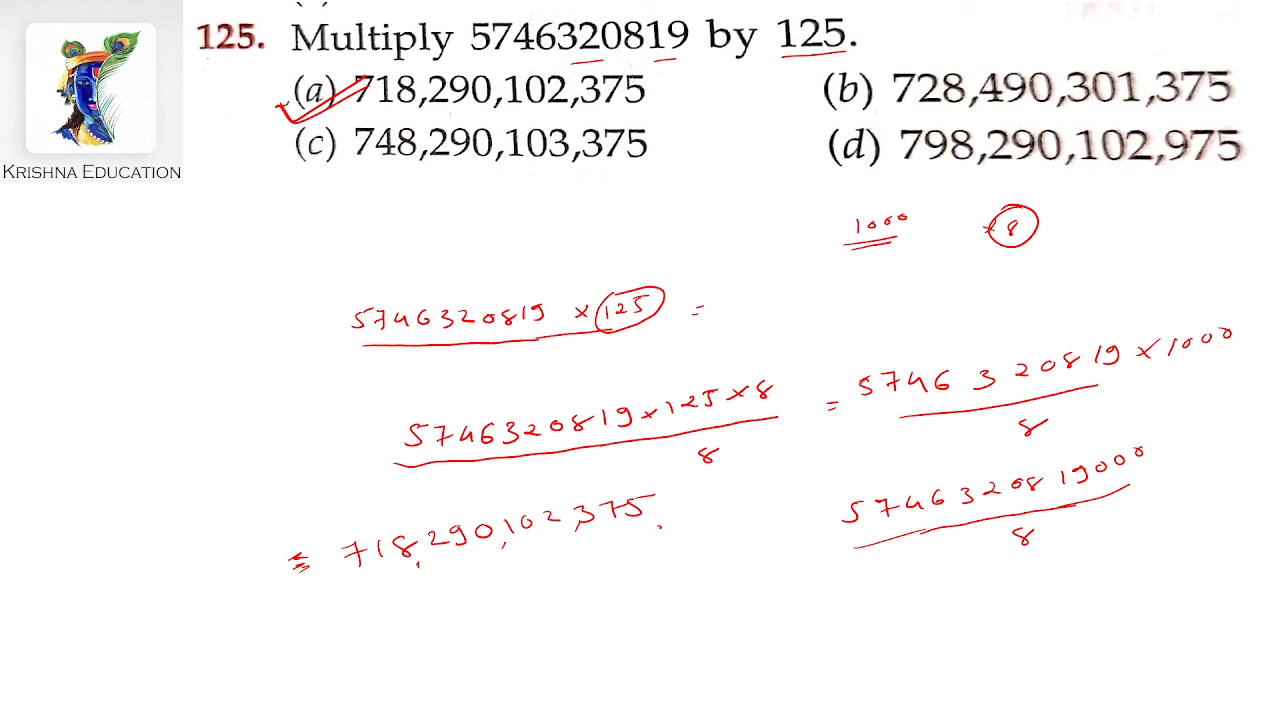 125. Multiply 5746320819 by 125.
(a) 718,290,102,375 (b) 728,490,301,375
(c) 748,290,103,375 (d) 798,290,102,975
KRISHNA EDUCATION
1000 × 8
5746320819 × 125 =
5746320819×125×8 = 5746320819×1000
8 8
5746320819000
8
= 718,290,102,375.